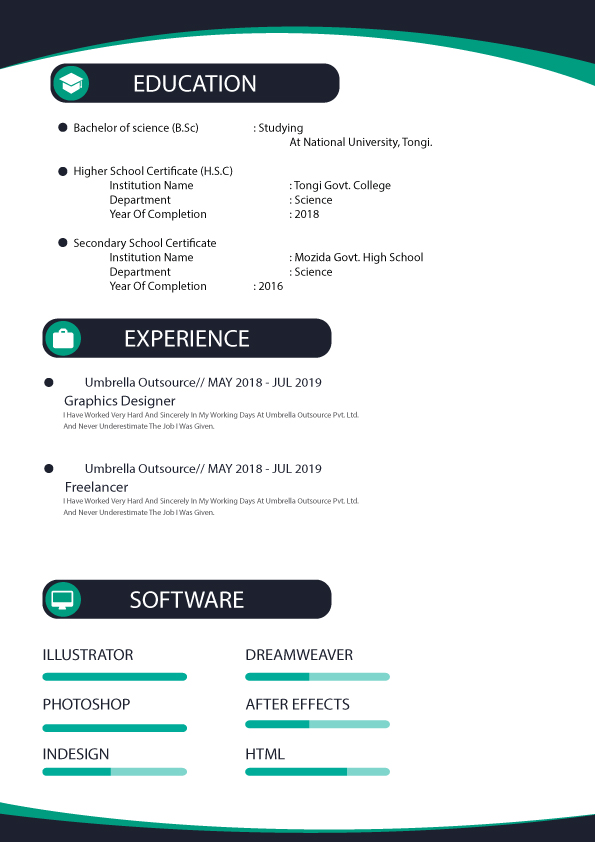 EDUCATION
Bachelor of science (B.Sc) : Studying
At National University, Tongi.
Higher School Certificate (H.S.C)
Institution Name : Tongi Govt. College
Department : Science
Year Of Completion : 2018
Secondary School Certificate
Institution Name : Mozida Govt. High School
Department : Science
Year Of Completion : 2016
EXPERIENCE
Umbrella Outsource// MAY 2018 - JUL 2019
Graphics Designer
I Have Worked Very Hard And Sincerely In My Working Days At Umbrella Outsource Pvt. Ltd.
And Never Underestimate The Job I Was Given.
Umbrella Outsource// MAY 2018 - JUL 2019
Freelancer
I Have Worked Very Hard And Sincerely In My Working Days At Umbrella Outsource Pvt. Ltd.
And Never Underestimate The Job I Was Given.
SOFTWARE
ILLUSTRATOR DREAMWEAVER
PHOTOSHOP AFTER EFFECTS
INDESIGN HTML